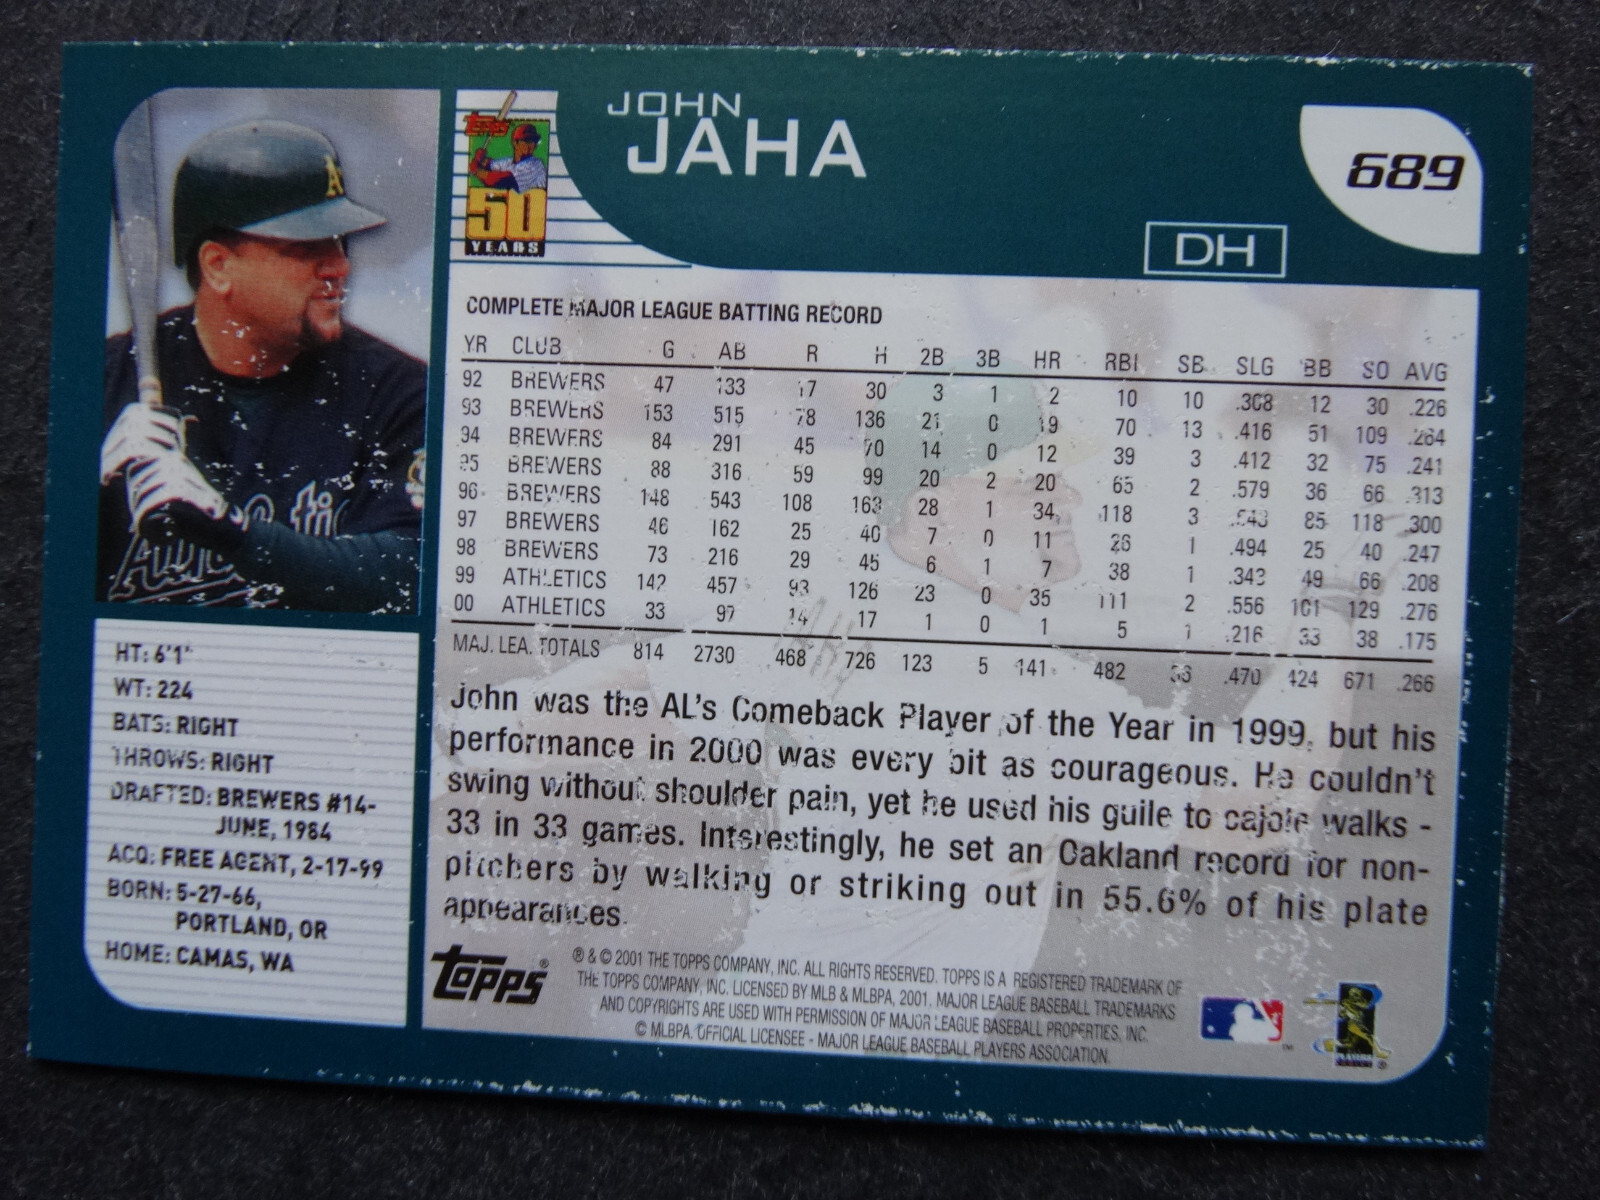 JOHN
JAHA
689
DH
Topps
50
YEARS
COMPLETE MAJOR LEAGUE BATTING RECORD
YR CLUB G AB R H 2B 3B HR RBI SB SLG BB SO AVG
92 BREWERS 47 133 17 30 3 1 2 10 10 .308 12 30 .226
93 BREWERS 153 515 78 136 21 0 19 70 13 .416 51 109 .264
94 BREWERS 84 291 45 70 14 0 12 39 3 .412 32 75 .241
95 BREWERS 88 316 59 99 20 2 20 65 2 .579 36 66 .313
96 BREWERS 148 543 108 163 28 1 34 118 3 .543 85 118 .300
97 BREWERS 46 162 25 40 7 0 11 26 1 .494 25 40 .247
98 BREWERS 73 216 29 45 6 1 7 38 1 .343 49 66 .208
99 ATHLETICS 142 457 93 126 23 0 35 111 2 .556 101 129 .276
00 ATHLETICS 33 97 14 17 1 0 1 5 1 .216 33 38 .175
MAJ. LEA. TOTALS 814 2730 468 726 123 5 141 482 36 .470 424 671 .266
John was the AL's Comeback Player of the Year in 1999, but his
performance in 2000 was every bit as courageous. He couldn't
swing without shoulder pain, yet he used his guile to cajole walks -
33 in 33 games. Interestingly, he set an Oakland record for non-
pitchers by walking or striking out in 55.6% of his plate
appearances.
HT: 6'1"
WT: 224
BATS: RIGHT
THROWS: RIGHT
DRAFTED: BREWERS #14-
JUNE, 1984
ACQ: FREE AGENT, 2-17-99
BORN: 5-27-66,
PORTLAND, OR
HOME: CAMAS, WA
topps®
® & © 2001 THE TOPPS COMPANY, INC. ALL RIGHTS RESERVED. TOPPS IS A REGISTERED TRADEMARK OF
THE TOPPS COMPANY, INC. LICENSED BY MLB & MLBPA, 2001. MAJOR LEAGUE BASEBALL TRADEMARKS
AND COPYRIGHTS ARE USED WITH PERMISSION OF MAJOR LEAGUE BASEBALL PROPERTIES, INC.
© MLBPA. OFFICIAL LICENSEE - MAJOR LEAGUE BASEBALL PLAYERS ASSOCIATION.